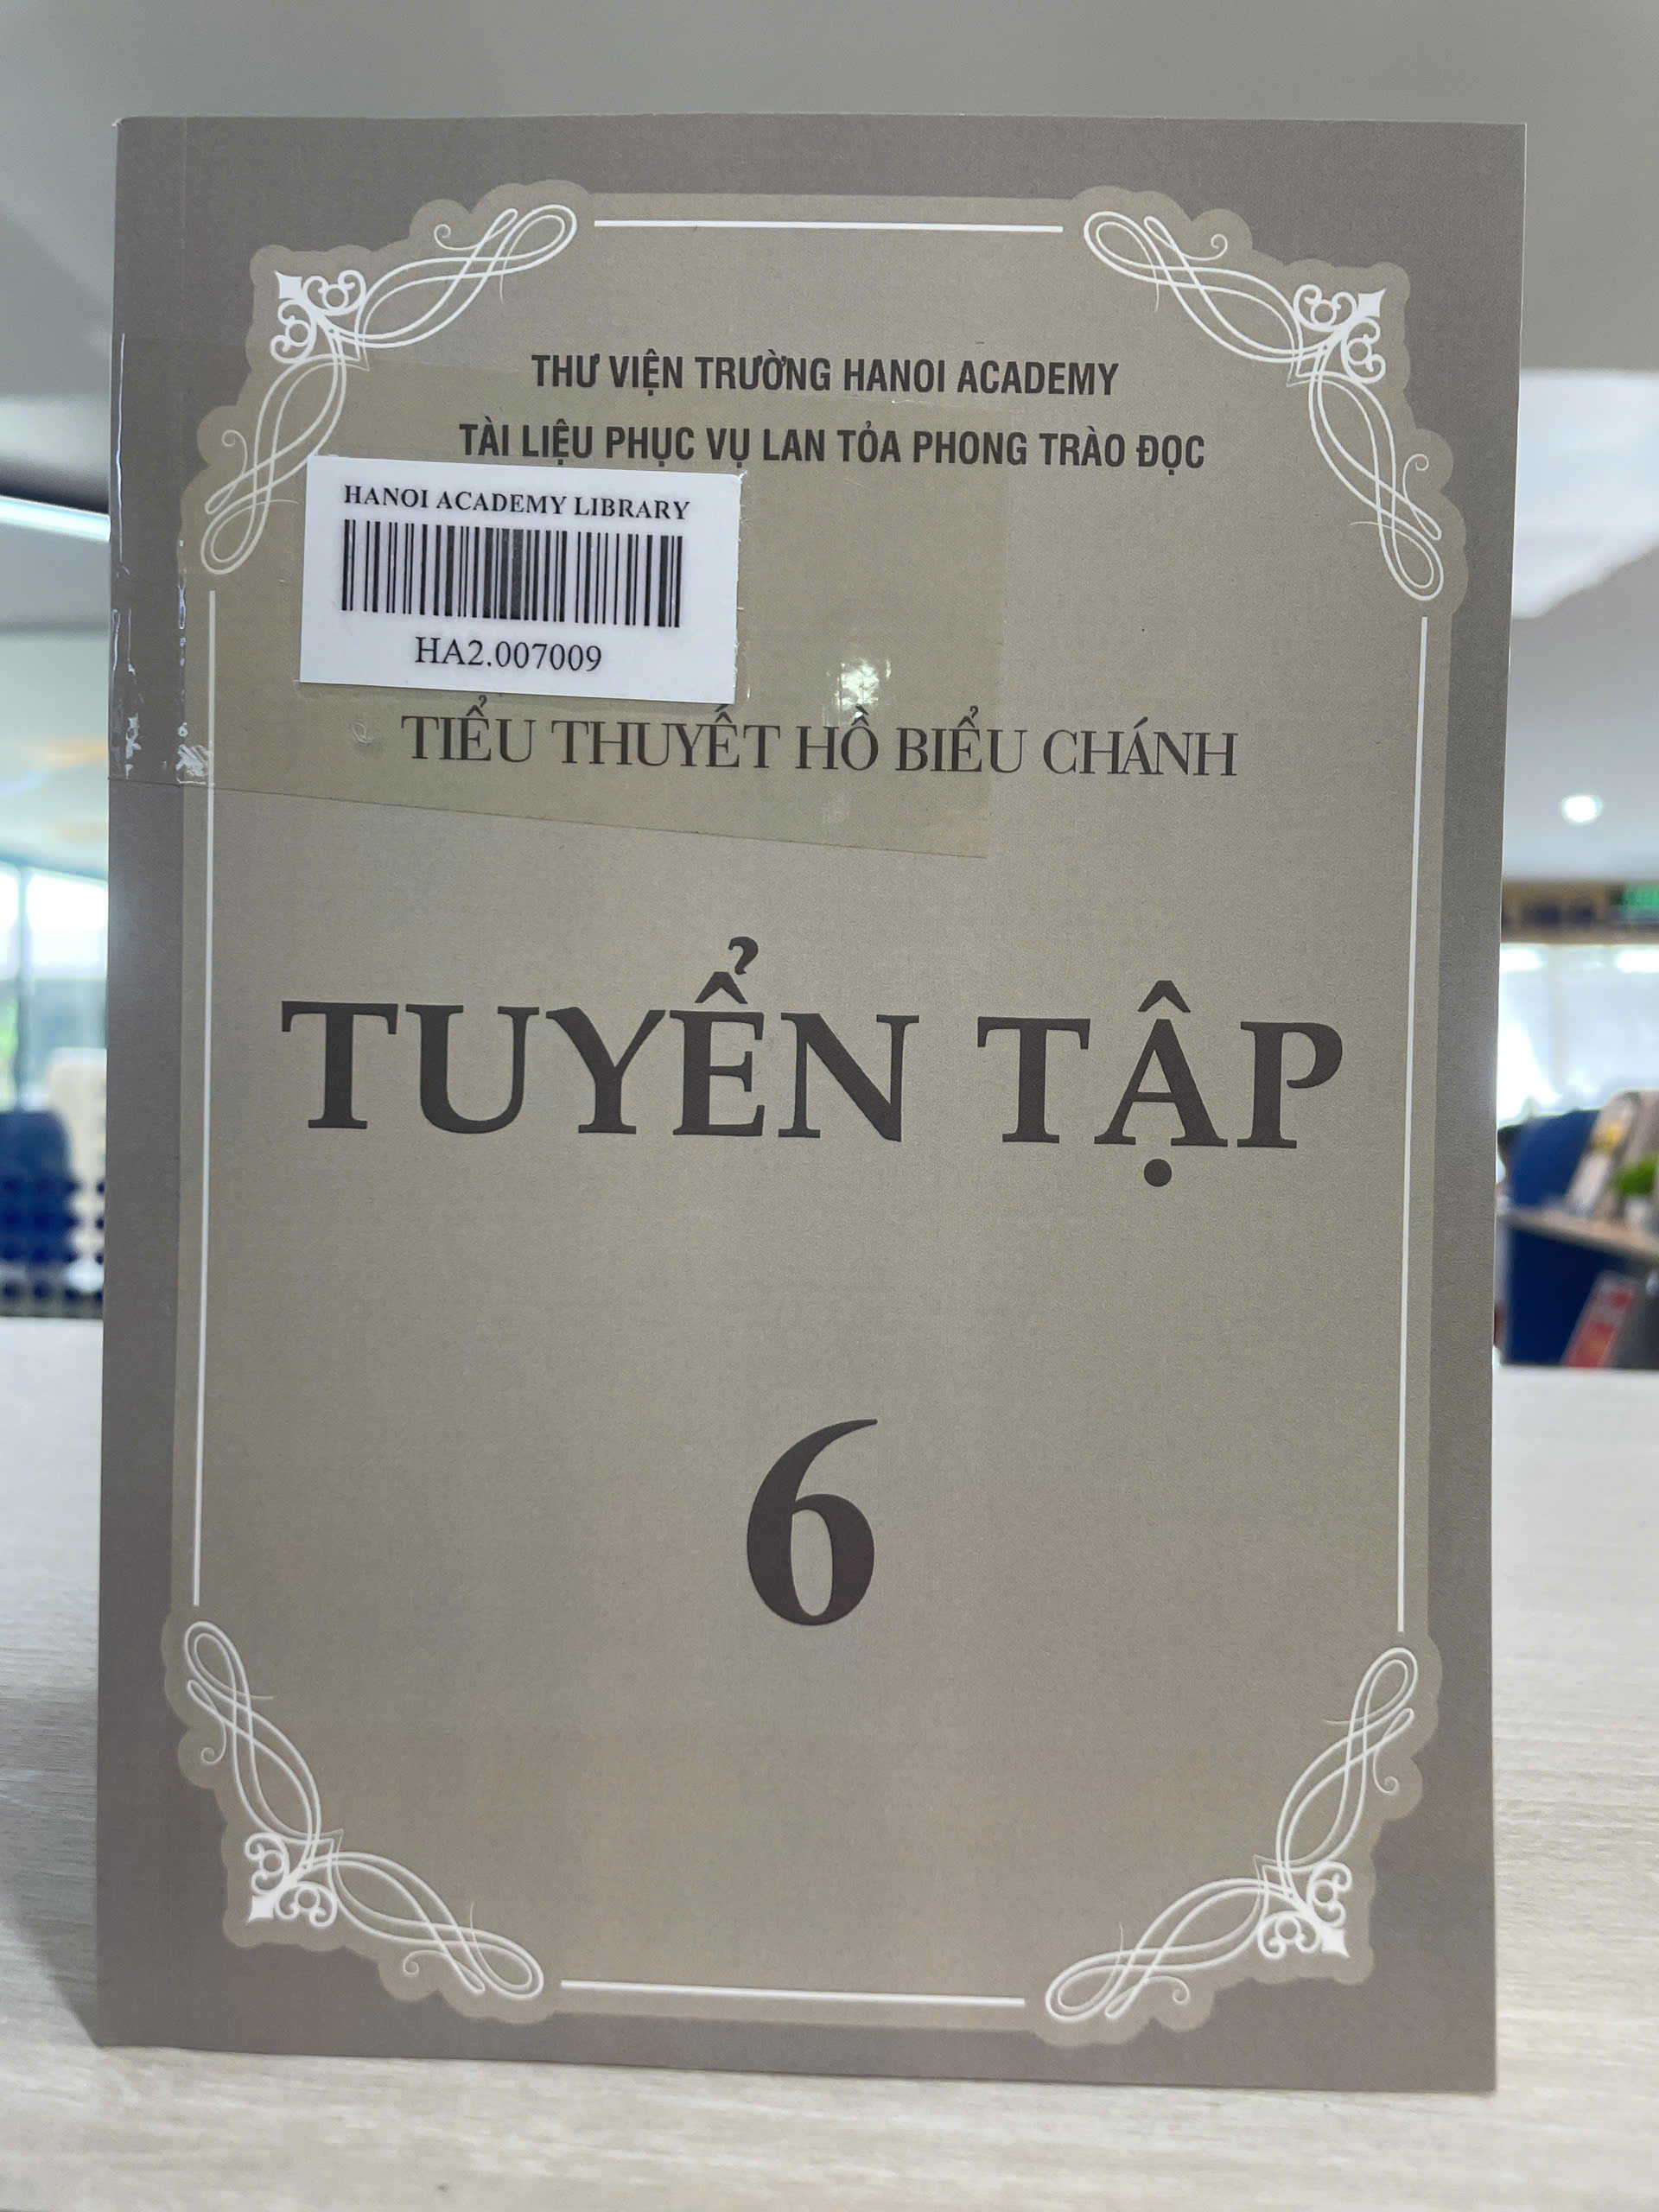 THƯ VIỆN TRƯỜNG HANOI ACADEMY
TÀI LIỆU PHỤC VỤ LAN TỎA PHONG TRÀO ĐỌC
HANOI ACADEMY LIBRARY
HA2.007009
TIỂU THUYẾT HỒ BIỂU CHÁNH
TUYỂN TẬP
6